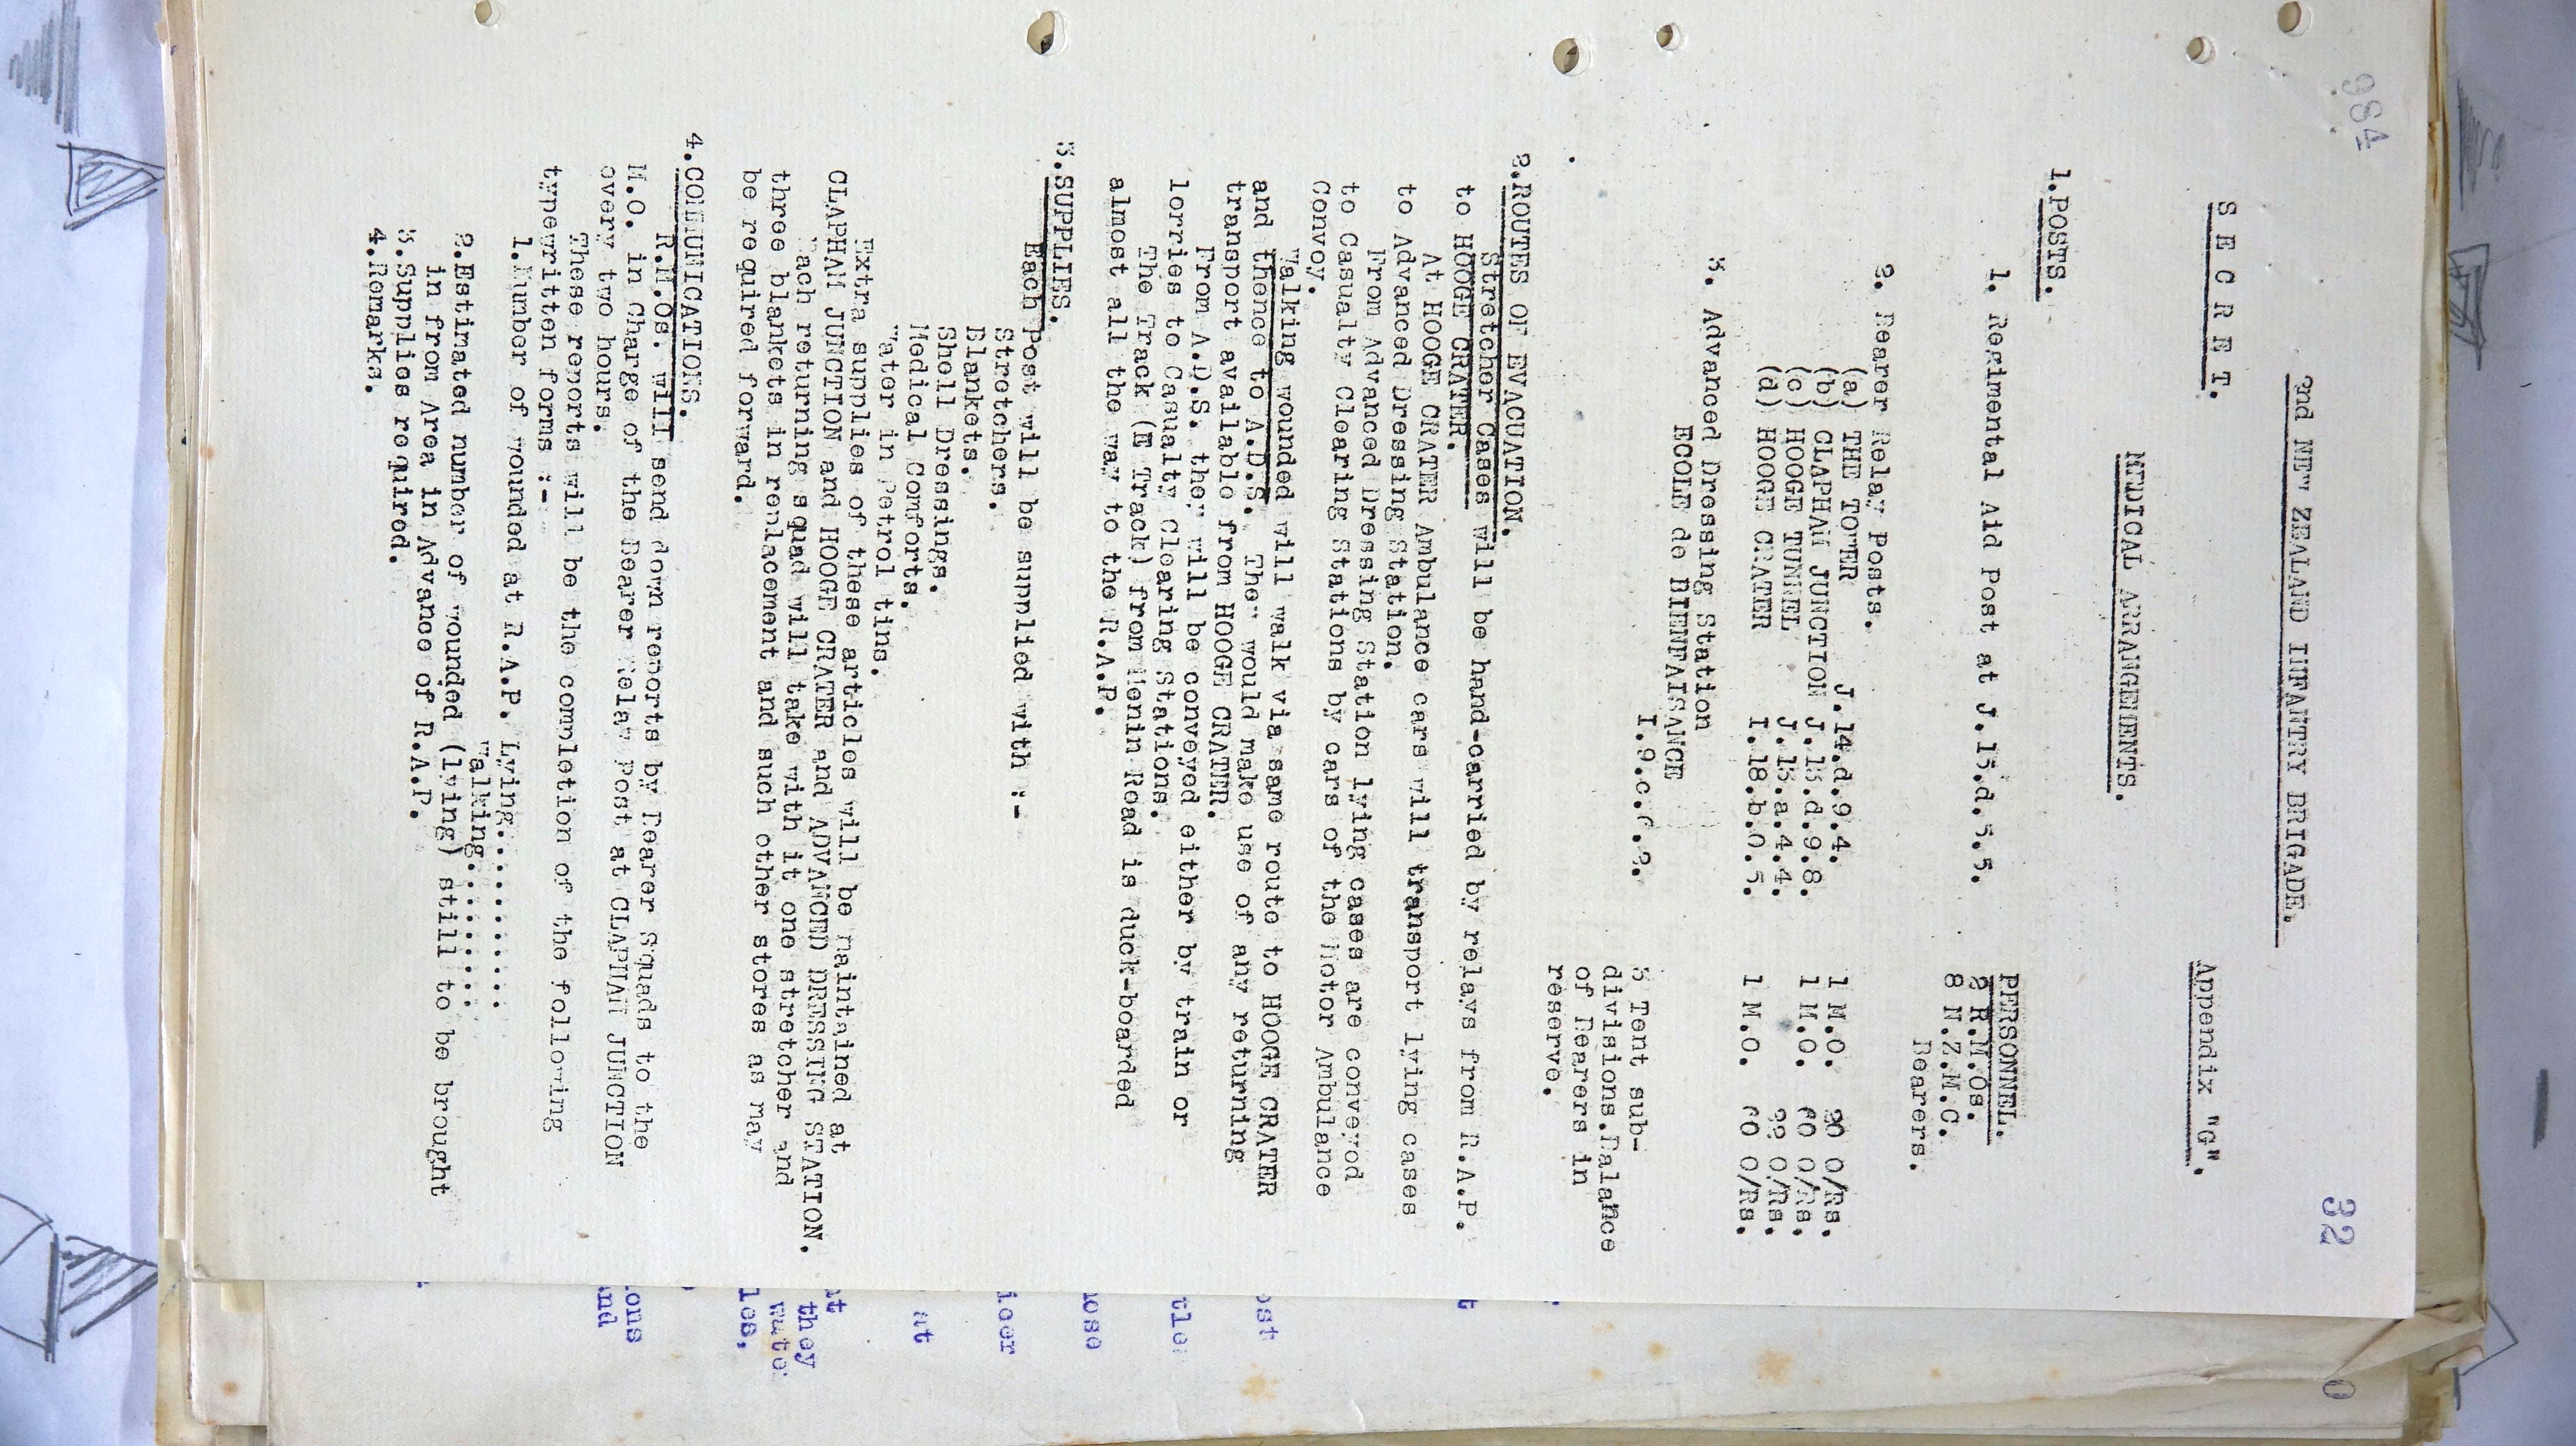 984
32
2nd NEW ZEALAND INFANTRY BRIGADE.
S E C R E T.
Appendix "G".
MEDICAL ARRANGEMENTS.
1.POSTS.
PERSONNEL.
1. Regimental Aid Post at J.15.d.5.5. 2 R.M.Os.
8 N.Z.M.C.
Bearers.
2. Bearer Relay Posts.
(a) THE TOWER J.14.d.9.4. 1 M.O. 20 O/Rs.
(b) CLAPHAM JUNCTION J.13.d.9.8. 1 M.O. 60 O/Rs.
(c) HOOGE TUNNEL J.13.a.4.4. 32 O/Rs.
(d) HOOGE CRATER I.18.b.0.5. 1 M.O. 60 O/Rs.
3. Advanced Dressing Station
ECOLE de BIENFAISANCE
I.9.c.6.2. 3 Tent sub-
divisions.Balance
of Bearers in
reserve.
2.ROUTES OF EVACUATION.
Stretcher Cases will be hand-carried by relays from R.A.P.
to HOOGE CRATER.
At HOOGE CRATER Ambulance cars will transport lying cases
to Advanced Dressing Station.
From Advanced Dressing Station lying cases are conveyed
to Casualty Clearing Stations by cars of the Motor Ambulance
Convoy.
Walking wounded will walk via same route to HOOGE CRATER
and thence to A.D.S. They would make use of any returning
transport available from HOOGE CRATER.
From A.D.S. they will be conveyed either by train or
lorries to Casualty Clearing Stations.
The Track (E Track) from Menin Road is duck-boarded
almost all the way to the R.A.P.
3.SUPPLIES.
Each Post will be supplied with :-
Stretchers.
Blankets.
Shell Dressings.
Medical Comforts.
Water in Petrol tins.
Extra supplies of these articles will be maintained at
CLAPHAM JUNCTION and HOOGE CRATER and ADVANCED DRESSING STATION.
Each returning squad will take with it one stretcher and
three blankets in replacement and such other stores as may
be required forward.
4.COMMUNICATIONS.
R.M.Os. will send down reports by Bearer Squads to the
M.O. in Charge of the Bearer Relay Post at CLAPHAM JUNCTION
every two hours.
These reports will be the completion of the following
typewritten forms :-
1.Number of wounded at R.A.P. Lying..........
Walking.........
2.Estimated number of wounded (lying) still to be brought
in from Area in Advance of R.A.P.
3.Supplies required.
4.Remarks.